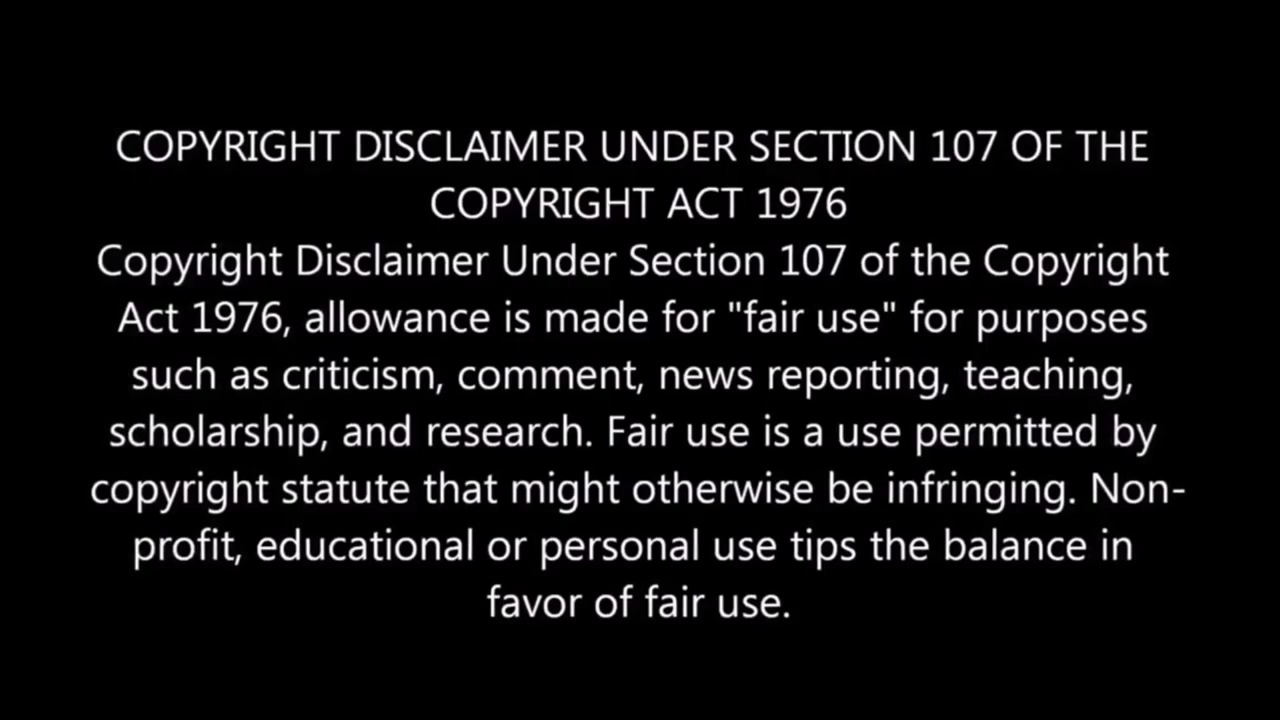 COPYRIGHT DISCLAIMER UNDER SECTION 107 OF THE
COPYRIGHT ACT 1976
Copyright Disclaimer Under Section 107 of the Copyright
Act 1976, allowance is made for "fair use" for purposes
such as criticism, comment, news reporting, teaching,
scholarship, and research. Fair use is a use permitted by
copyright statute that might otherwise be infringing. Non-
profit, educational or personal use tips the balance in
favor of fair use.